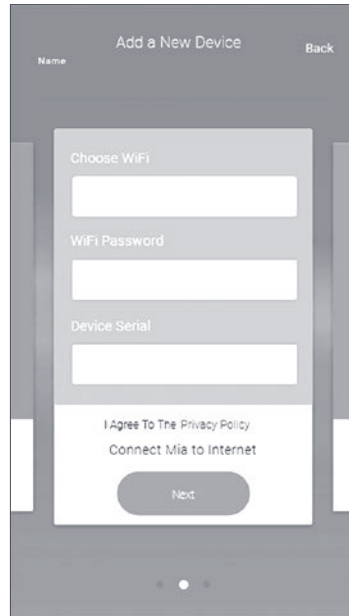 Add a New Device
Back
Name
Choose WiFi
WiFi Password
Device Serial
I Agree To The Privacy Policy
Connect Mia to Internet
Next